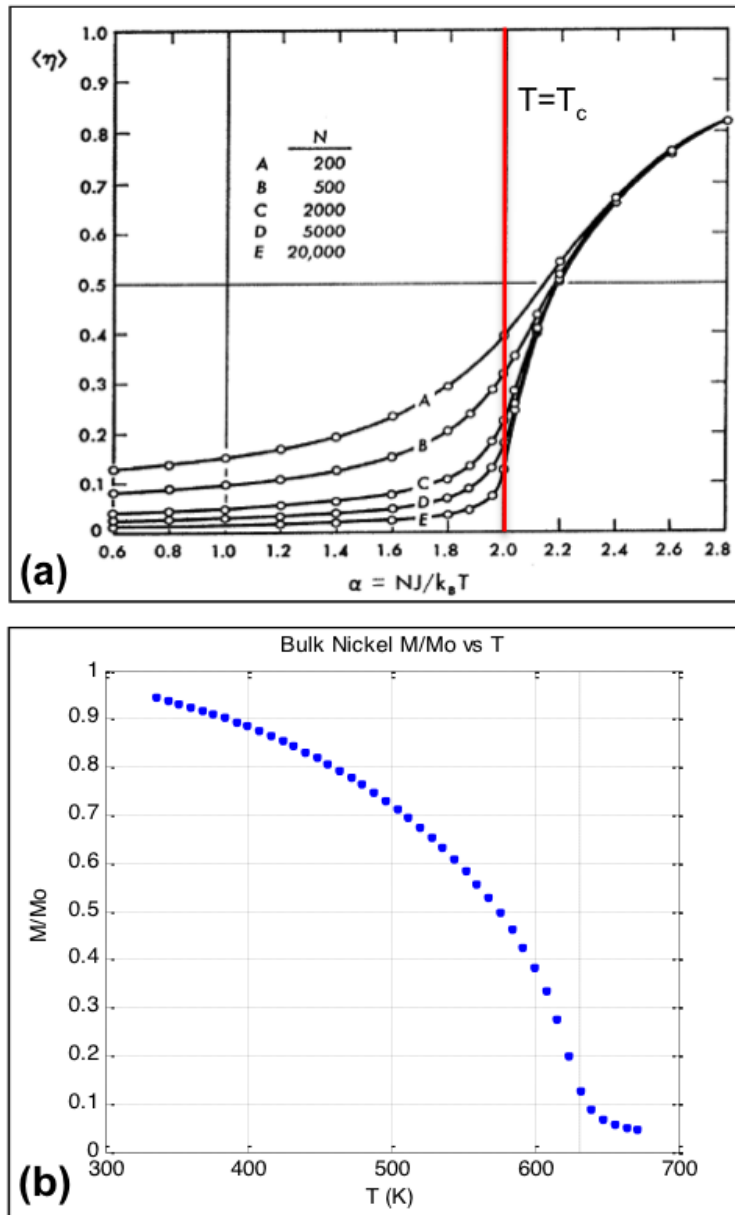 1.0
⟨η⟩
0.9
T=Tc
0.8
N
A 200
0.7
B 500
C 2000
0.6
D 5000
E 20,000
0.5
0.4
A
0.3
B
0.2
C
0.1
D
E
0
0.6 0.8 1.0 1.2 1.4 1.6 1.8 2.0 2.2 2.4 2.6 2.8
(a)
α = NJ/kBT
Bulk Nickel M/Mo vs T
1
0.9
0.8
0.7
0.6
M/Mo
0.5
0.4
0.3
0.2
0.1
0
300 400 500 600 700
(b)
T (K)